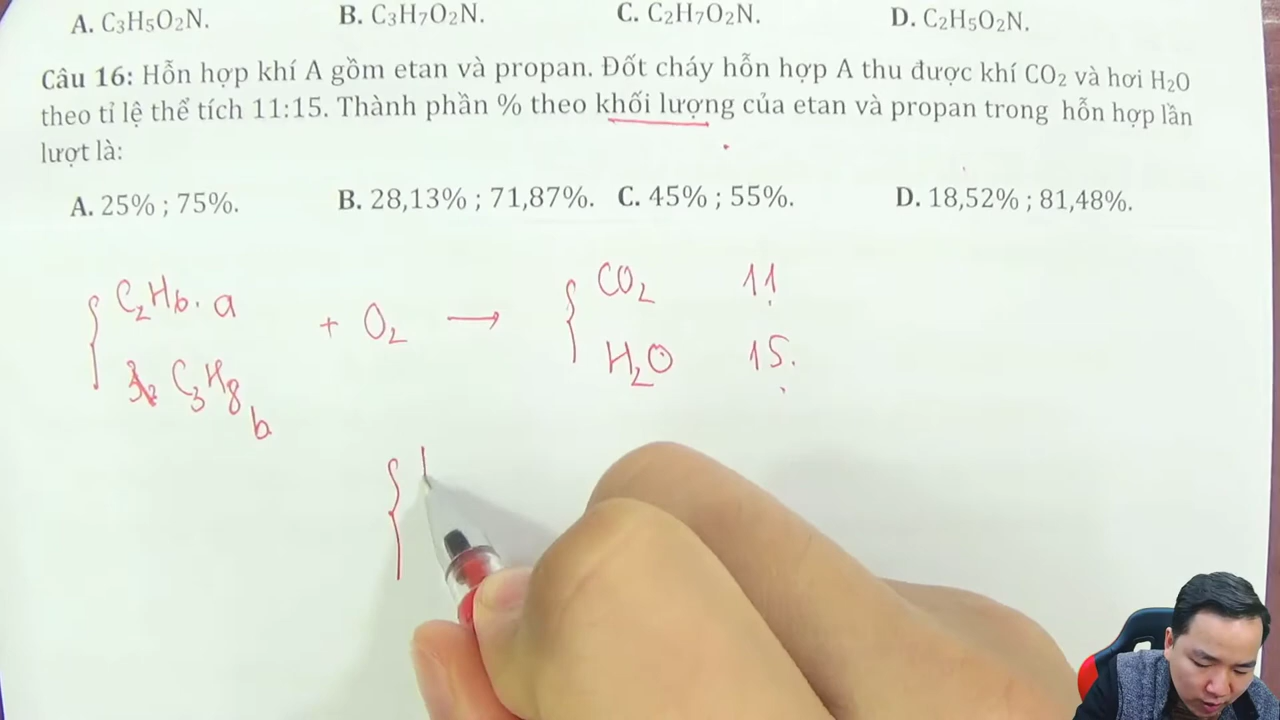 A. C3H5O2N. B. C3H7O2N. C. C2H7O2N. D. C2H5O2N.
Câu 16: Hỗn hợp khí A gồm etan và propan. Đốt cháy hỗn hợp A thu được khí CO2 và hơi H2O
theo tỉ lệ thể tích 11:15. Thành phần % theo khối lượng của etan và propan trong hỗn hợp lần
lượt là:
A. 25% ; 75%. B. 28,13% ; 71,87%. C. 45% ; 55%. D. 18,52% ; 81,48%.
C2H6. a + O2 → CO2 11
C3H8 b H2O 15.